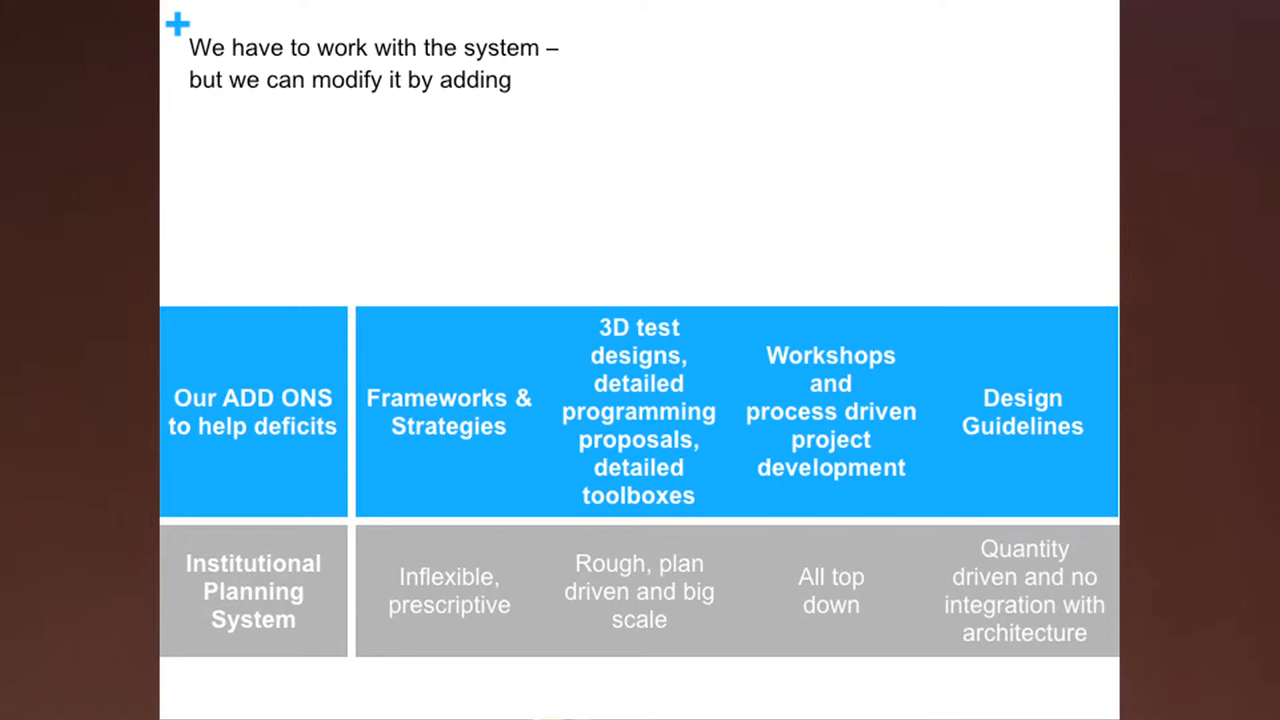 +
We have to work with the system –
but we can modify it by adding
Our ADD ONS
to help deficits
Frameworks &
Strategies
3D test
designs,
detailed
programming
proposals,
detailed
toolboxes
Workshops
and
process driven
project
development
Design
Guidelines
Institutional
Planning
System
Inflexible,
prescriptive
Rough, plan
driven and big
scale
All top
down
Quantity
driven and no
integration with
architecture